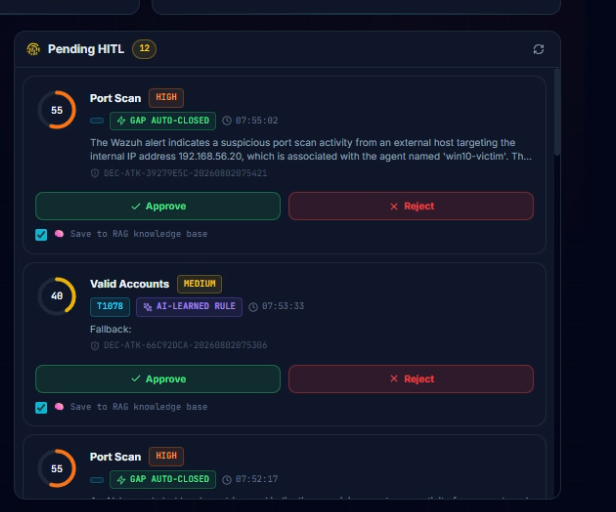 Pending HITL 12
55
Port Scan HIGH
GAP AUTO-CLOSED 07:55:02
The Wazuh alert indicates a suspicious port scan activity from an external host targeting the
internal IP address 192.168.56.20, which is associated with the agent named 'win10-victim'. Th...
DEC-ATK-39279E5C-20260802075421
Approve Reject
Save to RAG knowledge base
40
Valid Accounts MEDIUM
T1078 AI-LEARNED RULE 07:53:33
Fallback:
DEC-ATK-66C92DCA-20260802075306
Approve Reject
Save to RAG knowledge base
55
Port Scan HIGH
GAP AUTO-CLOSED 07:52:17